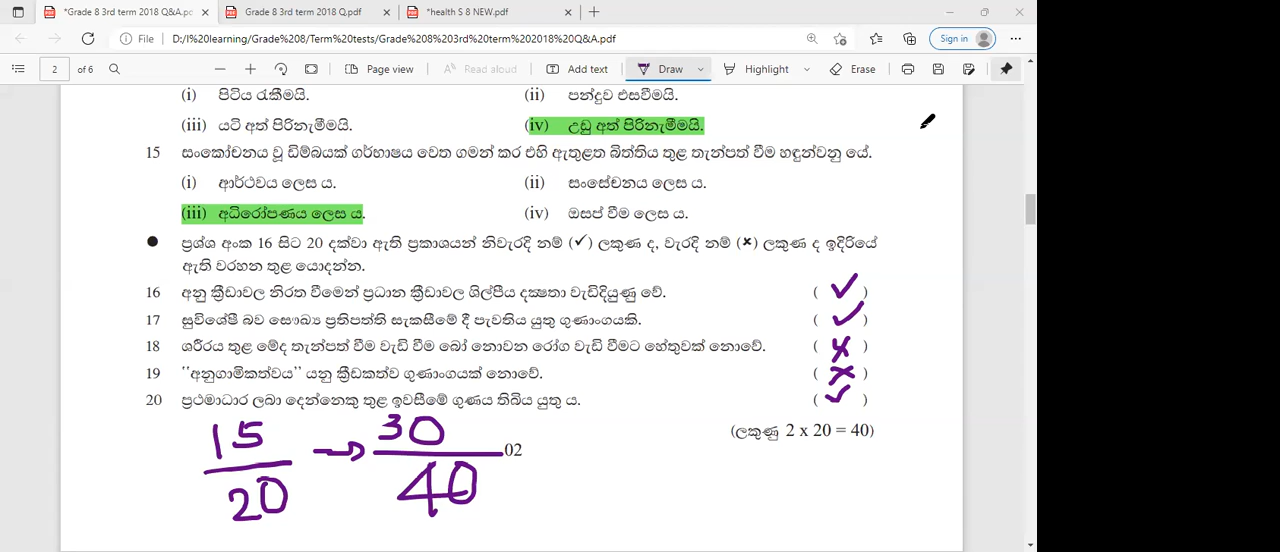 *Grade 8 3rd term 2018 Q&A.pd
Grade 8 3rd term 2018 Q.pdf
*health S 8 NEW.pdf
File D:/I%20learning/Grade%208/Term%20tests/Grade%208%203rd%20term%202018%20Q&A.pdf
Sign in
2 of 6 Page view Read aloud Add text Draw Highlight Erase
(i) පිටිය රැකීමයි. (ii) පන්දුව එසවීමයි.
(iii) යටි අත් පිරිනැමීමයි. (iv) උඩු අත් පිරිනැමීමයි.
15 සංකෝචනය වූ ඩිම්බයක් ගර්භාෂය වෙත ගමන් කර එහි ඇතුළත බිත්තිය තුළ තැන්පත් වීම හඳුන්වනු යේ.
(i) ආර්ථවය ලෙස ය. (ii) සංසේචනය ලෙස ය.
(iii) අධිරෝපණය ලෙස ය. (iv) ඔසප් වීම ලෙස ය.
● ප්‍රශ්ශ අංක 16 සිට 20 දක්වා ඇති ප්‍රකාශයන් නිවැරදි නම් (✓) ලකුණ ද, වැරදි නම් (×) ලකුණ ද ඉදිරියේ
ඇති වරහන තුළ යොදන්න.
16 අනු ක්‍රීඩාවල නිරත වීමෙන් ප්‍රධාන ක්‍රීඩාවල ශිල්පීය දක්‍ෂතා වැඩිදියුණු වේ. ( ✓ )
17 සුවිශේෂී බව සෞඛ්‍ය ප්‍රතිපත්ති සැකසීමේ දී පැවතිය යුතු ගුණාංගයකි. ( ✓ )
18 ශරීරය තුළ මේද තැන්පත් වීම වැඩි වීම බෝ නොවන රෝග වැඩි වීමට හේතුවක් නොවේ. ( × )
19 "අනුගාමිකත්වය" යනු ක්‍රීඩකත්ව ගුණාංගයක් නොවේ. ( × )
20 ප්‍රථමාධාර ලබා දෙන්නෙකු තුළ ඉවසීමේ ගුණය තිබිය යුතු ය. ( ✓ )
(ලකුණු 2 x 20 = 40)
15 → 30
02
20 40